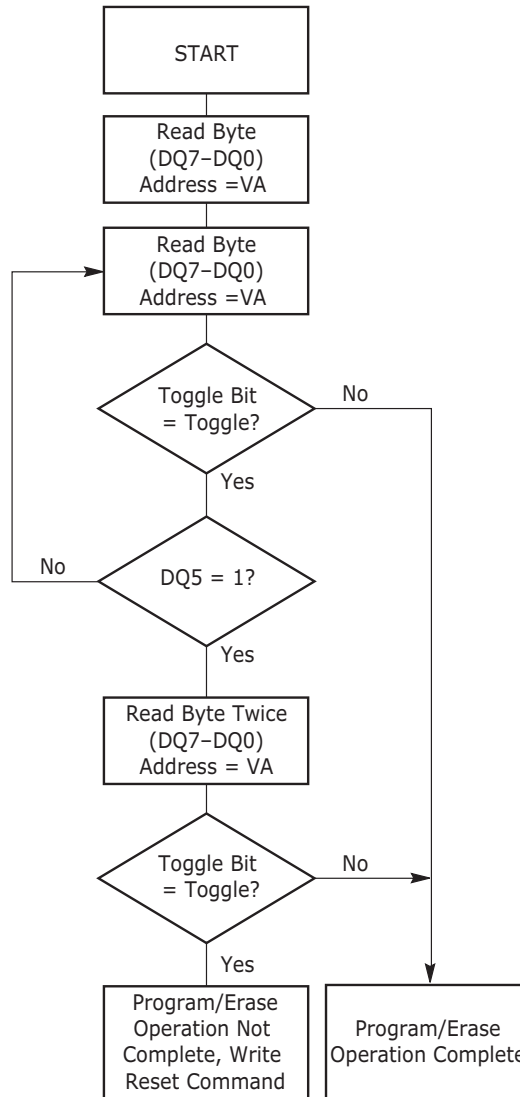 START
Read Byte
(DQ7–DQ0)
Address =VA
Read Byte
(DQ7–DQ0)
Address =VA
Toggle Bit
= Toggle?
No
Yes
No
DQ5 = 1?
Yes
Read Byte Twice
(DQ7–DQ0)
Address = VA
Toggle Bit
= Toggle?
No
Yes
Program/Erase
Operation Not
Complete, Write
Reset Command
Program/Erase
Operation Complete